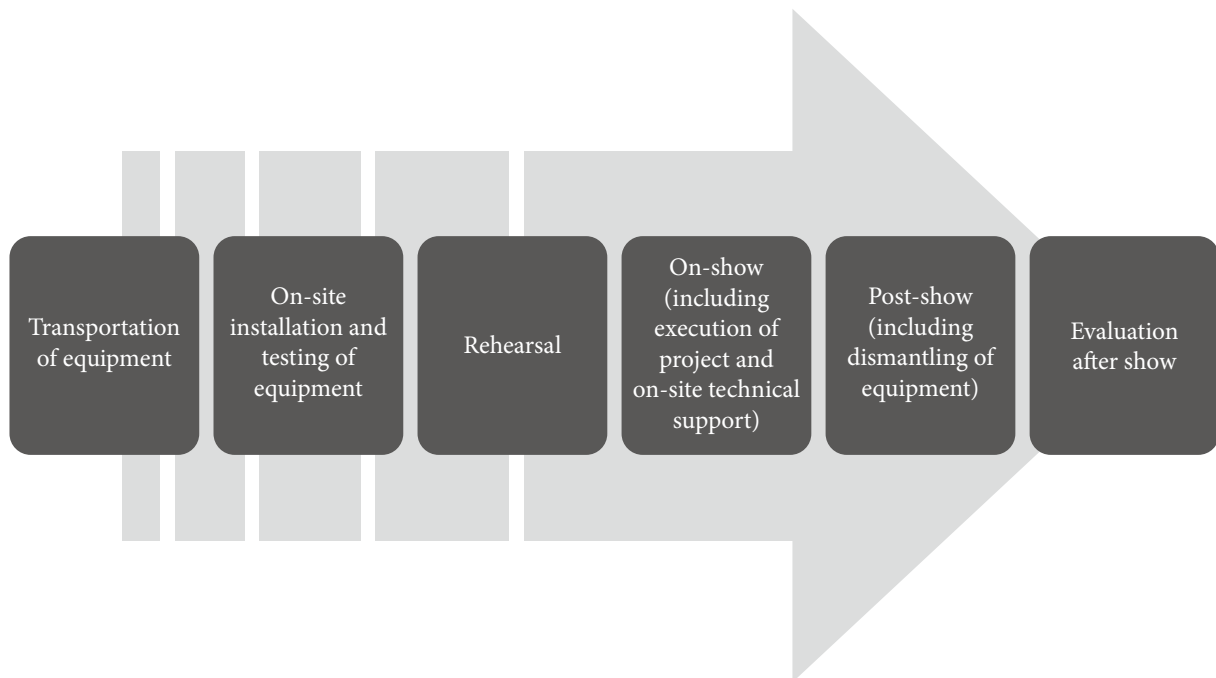 Transportation
of equipment
On-site
installation and
testing of
equipment
Rehearsal
On-show
(including
execution of
project and
on-site technical
support)
Post-show
(including
dismantling of
equipment)
Evaluation
after show